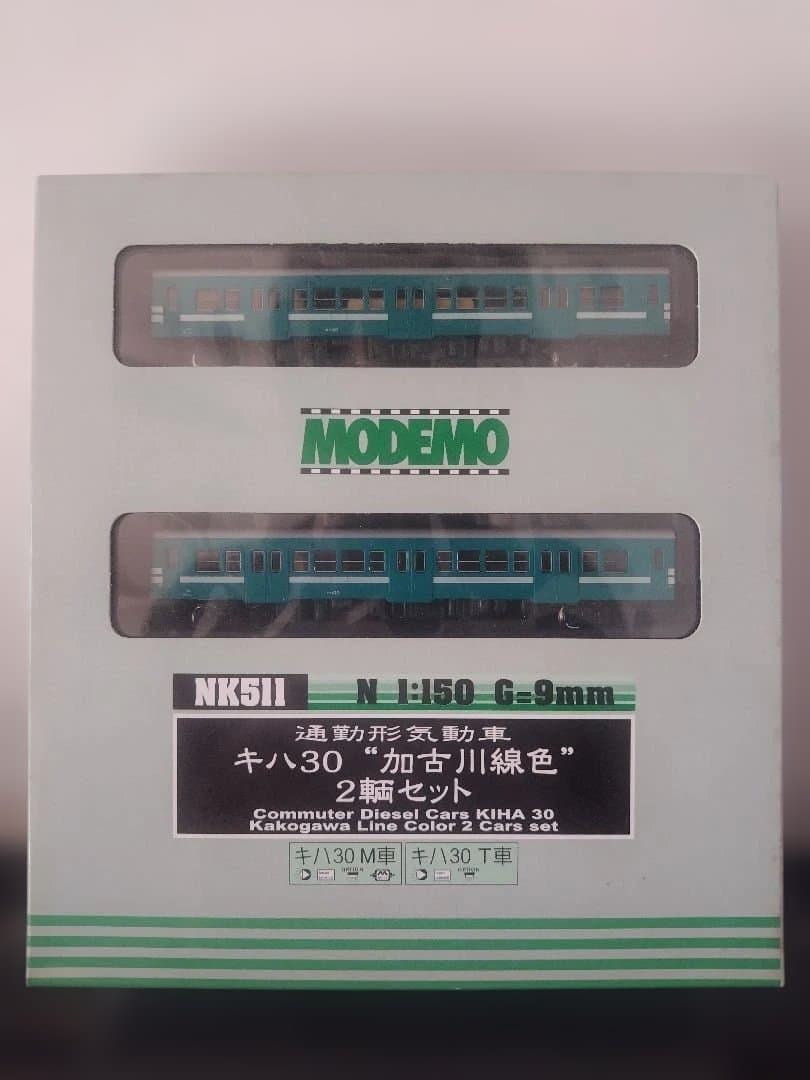 MODEMO
NK511 N 1:150 G=9mm
通勤形気動車
キハ30 “加古川線色”
2輌セット
Commuter Diesel Cars KIHA 30
Kakogawa Line Color 2 Cars set
キハ30 M車 キハ30 T車